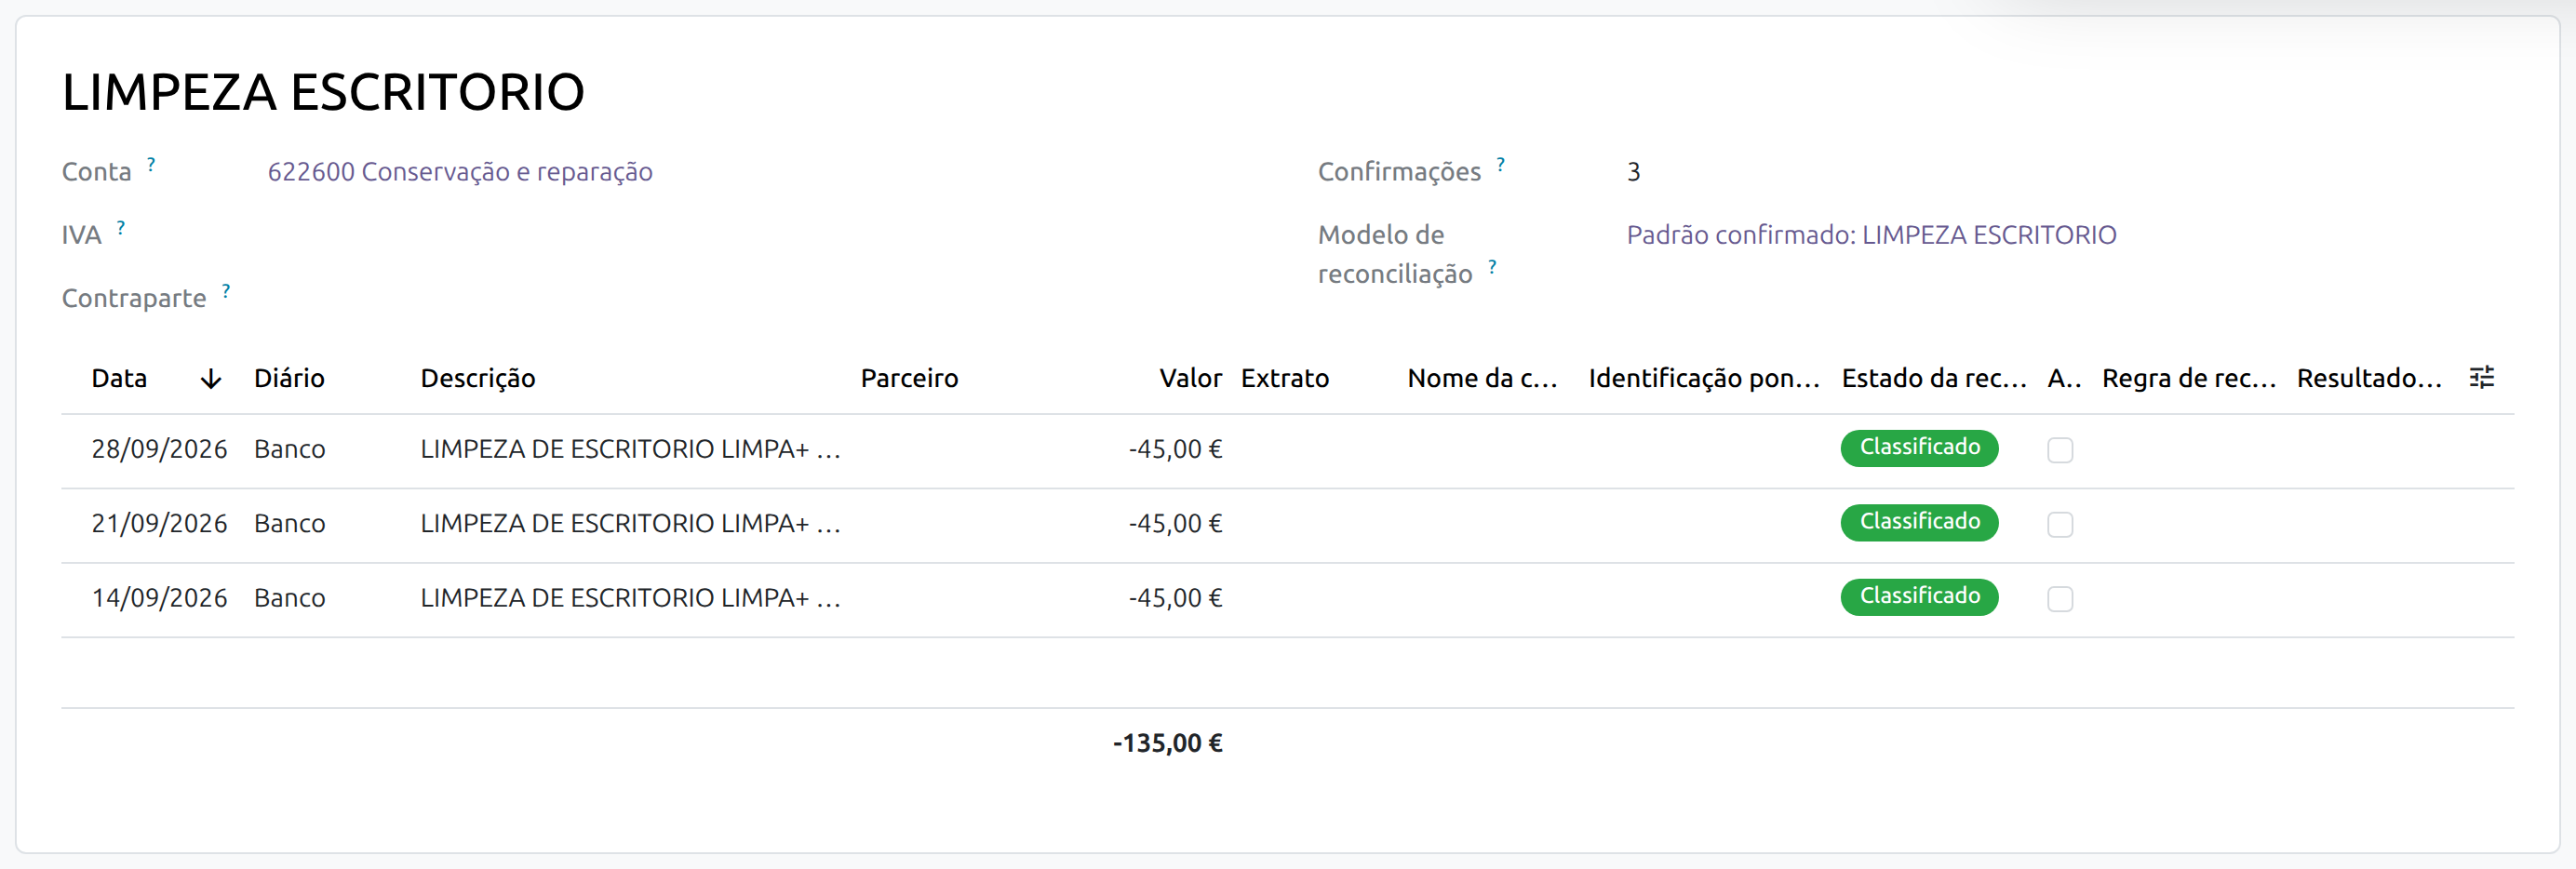 LIMPEZA ESCRITORIO
Conta ? 622600 Conservação e reparação
Confirmações ? 3
IVA ?
Modelo de reconciliação ? Padrão confirmado: LIMPEZA ESCRITORIO
Contraparte ?
Data Diário Descrição Parceiro Valor Extrato Nome da c... Identificação pon... Estado da rec... A.. Regra de rec... Resultado...
28/09/2026 Banco LIMPEZA DE ESCRITORIO LIMPA+ ... -45,00 € Classificado
21/09/2026 Banco LIMPEZA DE ESCRITORIO LIMPA+ ... -45,00 € Classificado
14/09/2026 Banco LIMPEZA DE ESCRITORIO LIMPA+ ... -45,00 € Classificado
-135,00 €